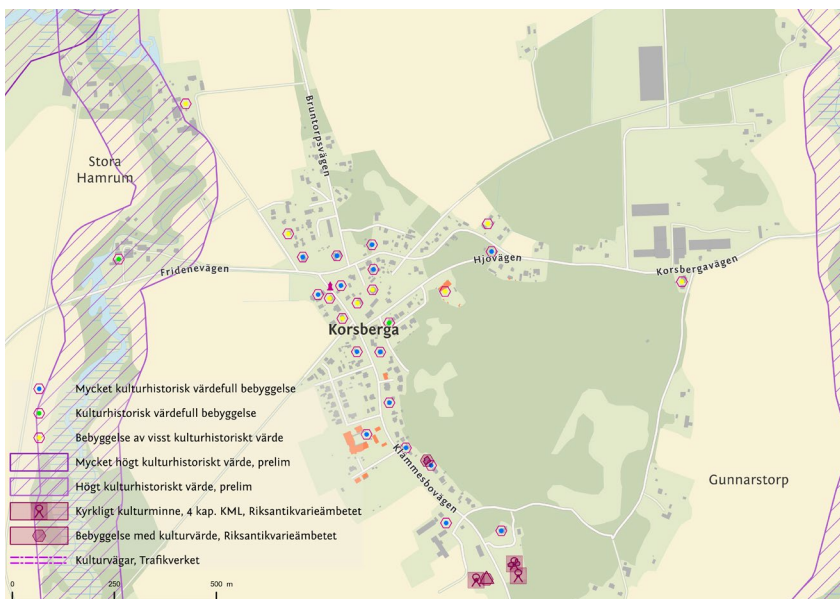 Bruntorpsvägen
Stora
Hamrum
Fridenevägen
Hjovägen
Korsbergavägen
Korsberga
Mycket kulturhistorisk värdefull bebyggelse
Kulturhistorisk värdefull bebyggelse
Bebyggelse av visst kulturhistoriskt värde
Mycket högt kulturhistoriskt värde, prelim
Högt kulturhistoriskt värde, prelim
Kyrkligt kulturminne, 4 kap. KML, Riksantikvarieämbetet
Bebyggelse med kulturvärde, Riksantikvarieämbetet
Kulturvägar, Trafikverket
Klämmesbovägen
Gunnarstorp
0 250 500 m